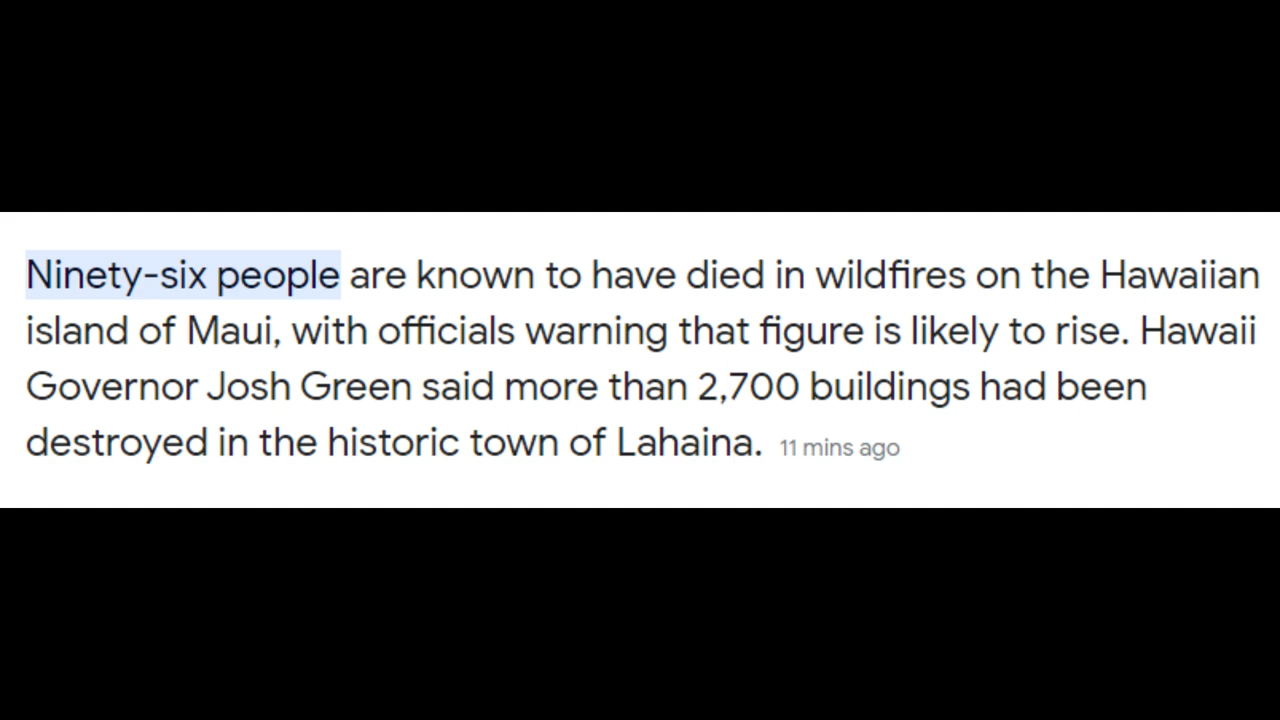 Ninety-six people are known to have died in wildfires on the Hawaiian
island of Maui, with officials warning that figure is likely to rise. Hawaii
Governor Josh Green said more than 2,700 buildings had been
destroyed in the historic town of Lahaina. 11 mins ago